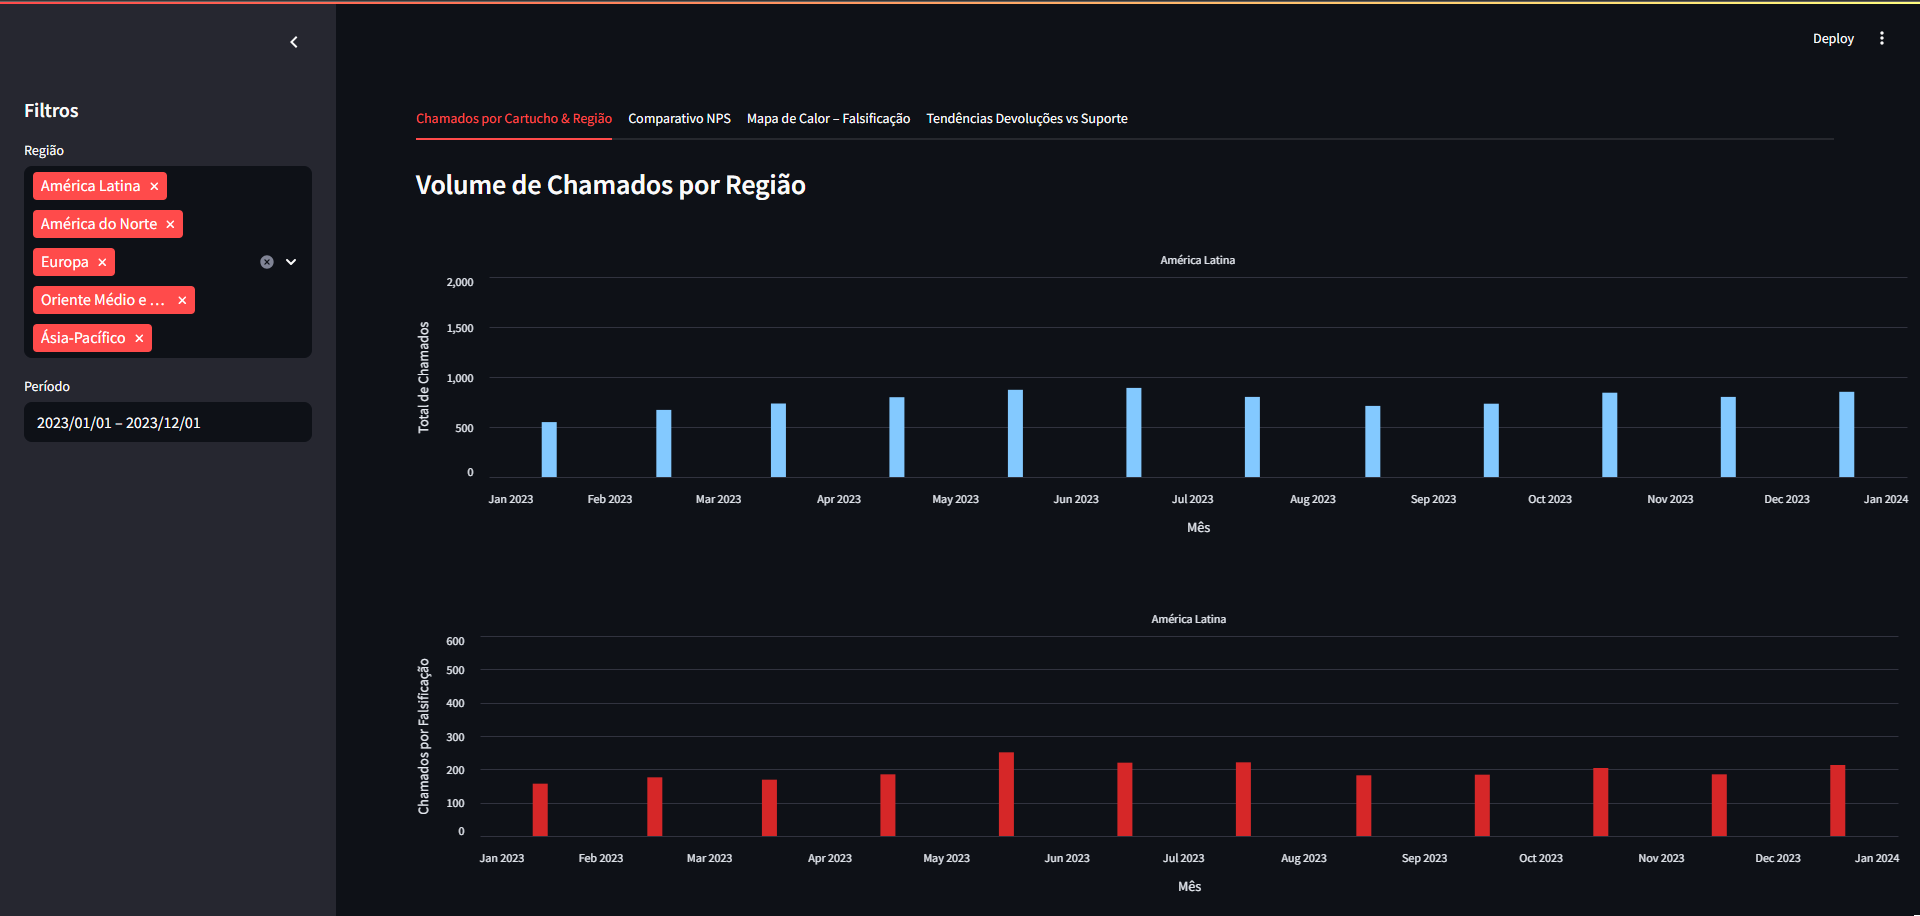 Deploy
Filtros
Região
América Latina
América do Norte
Europa
Oriente Médio e ...
Ásia-Pacífico
Período
2023/01/01 – 2023/12/01
Chamados por Cartucho & Região Comparativo NPS Mapa de Calor – Falsificação Tendências Devoluções vs Suporte
Volume de Chamados por Região
América Latina
Total de Chamados
2,000
1,500
1,000
500
0
Jan 2023 Feb 2023 Mar 2023 Apr 2023 May 2023 Jun 2023 Jul 2023 Aug 2023 Sep 2023 Oct 2023 Nov 2023 Dec 2023 Jan 2024
Mês
América Latina
Chamados por Falsificação
600
500
400
300
200
100
0
Jan 2023 Feb 2023 Mar 2023 Apr 2023 May 2023 Jun 2023 Jul 2023 Aug 2023 Sep 2023 Oct 2023 Nov 2023 Dec 2023 Jan 2024
Mês